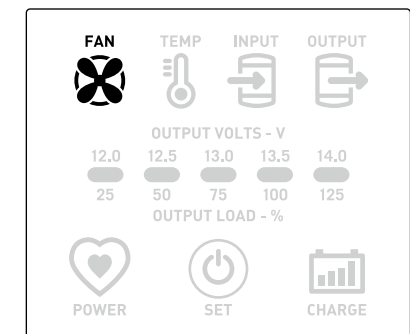 FAN TEMP INPUT OUTPUT
OUTPUT VOLTS - V
12.0 12.5 13.0 13.5 14.0
25 50 75 100 125
OUTPUT LOAD - %
POWER SET CHARGE